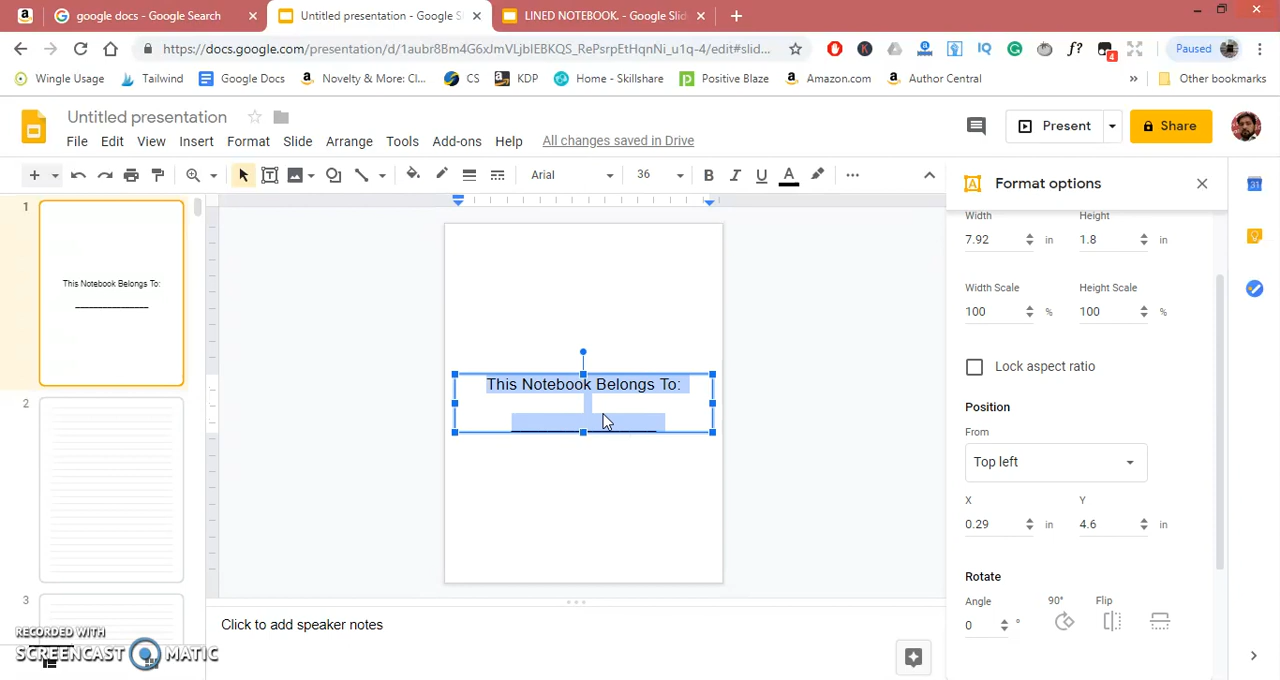 google docs - Google Search
Untitled presentation - Google Sl
LINED NOTEBOOK. - Google Slid
https://docs.google.com/presentation/d/1aubr8Bm4G6xJmVLjbIEBKQS_RePsrpEtHqnNi_u1q-4/edit#slid...
IQ
f?
4
Paused
Wingle Usage
Tailwind
Google Docs
Novelty & More: Cl...
CS
KDP
Home - Skillshare
Positive Blaze
Amazon.com
Author Central
»
Other bookmarks
Untitled presentation
File Edit View Insert Format Slide Arrange Tools Add-ons Help All changes saved in Drive
Present
Share
Arial
36
B I U A
Format options
31
1
This Notebook Belongs To:
2
3
This Notebook Belongs To:
Width Height
7.92 in 1.8 in
Width Scale Height Scale
100 % 100 %
Lock aspect ratio
Position
From
Top left
X Y
0.29 in 4.6 in
Rotate
Angle 90° Flip
0 °
Click to add speaker notes
RECORDED WITH
SCREENCAST MATIC